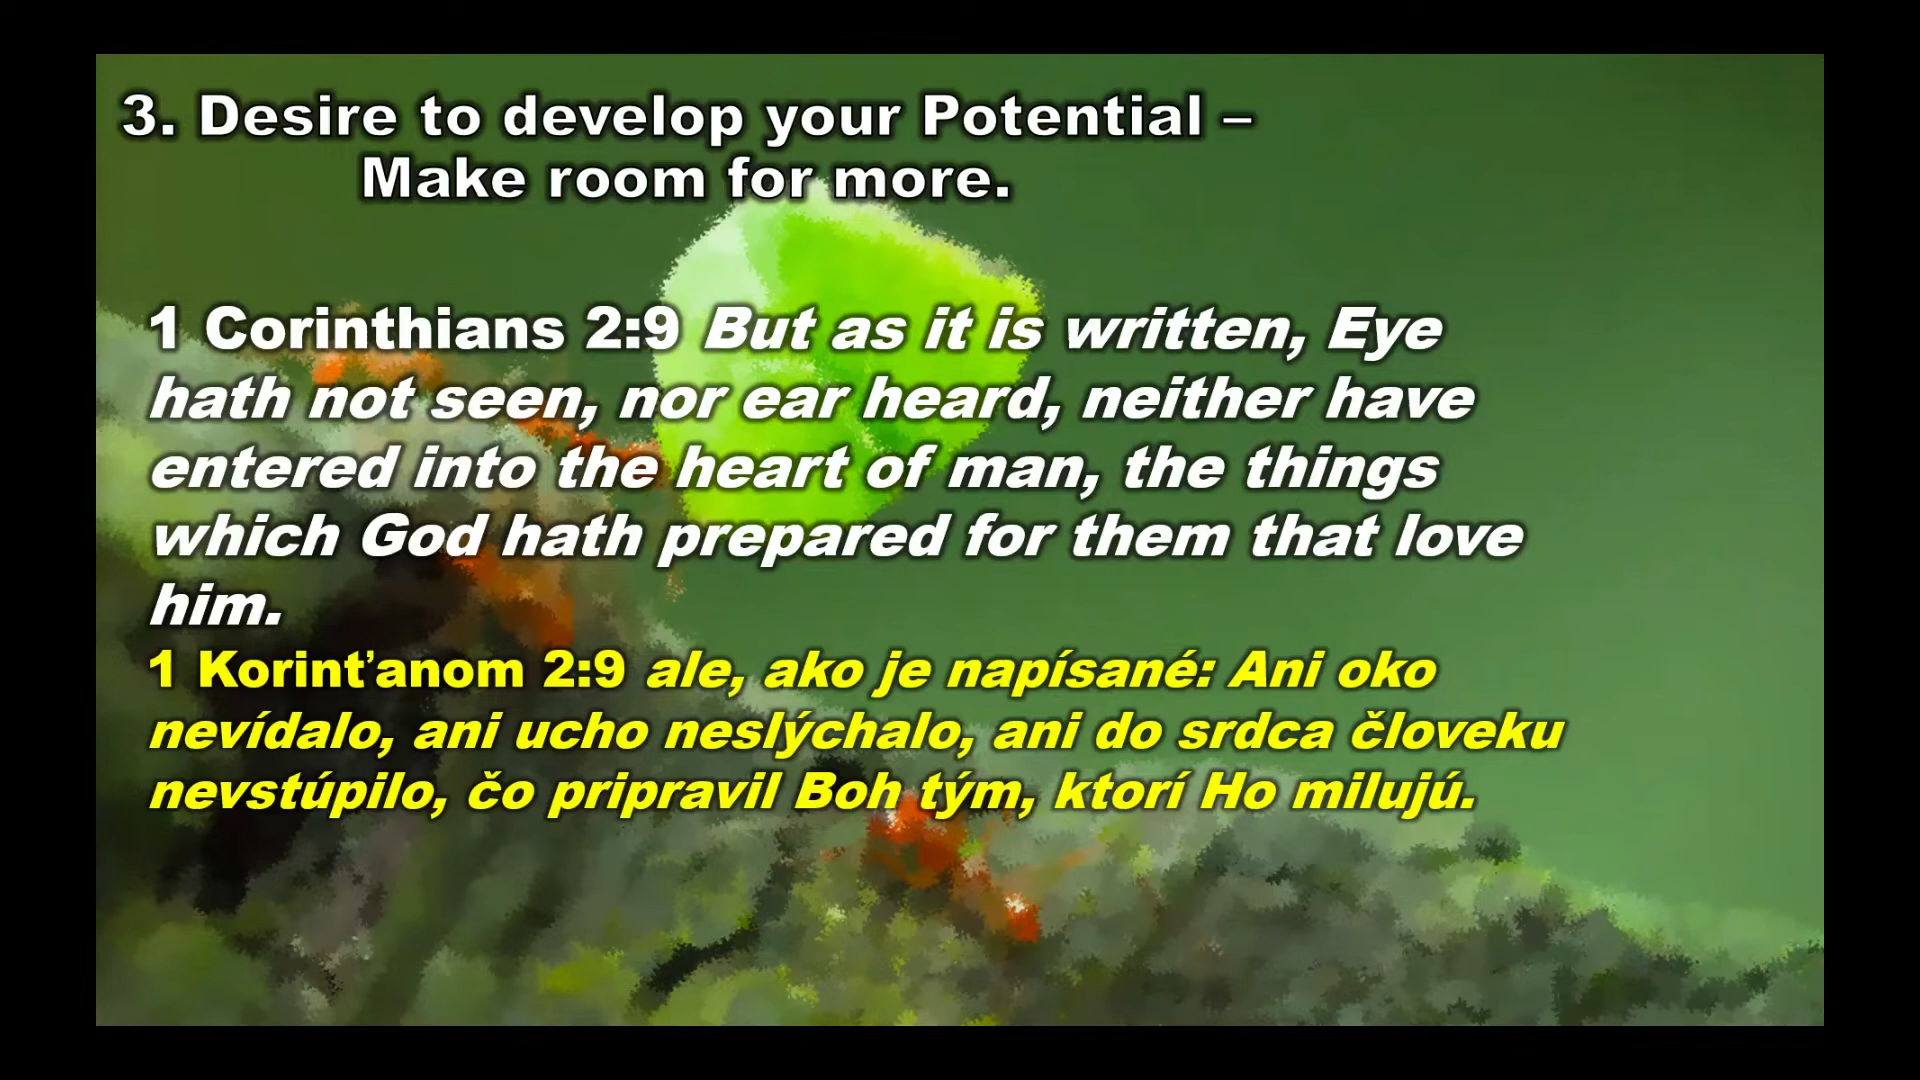 3. Desire to develop your Potential –
Make room for more.
1 Corinthians 2:9 But as it is written, Eye
hath not seen, nor ear heard, neither have
entered into the heart of man, the things
which God hath prepared for them that love
him.
1 Korinťanom 2:9 ale, ako je napísané: Ani oko
nevídalo, ani ucho neslýchalo, ani do srdca človeku
nevstúpilo, čo pripravil Boh tým, ktorí Ho milujú.